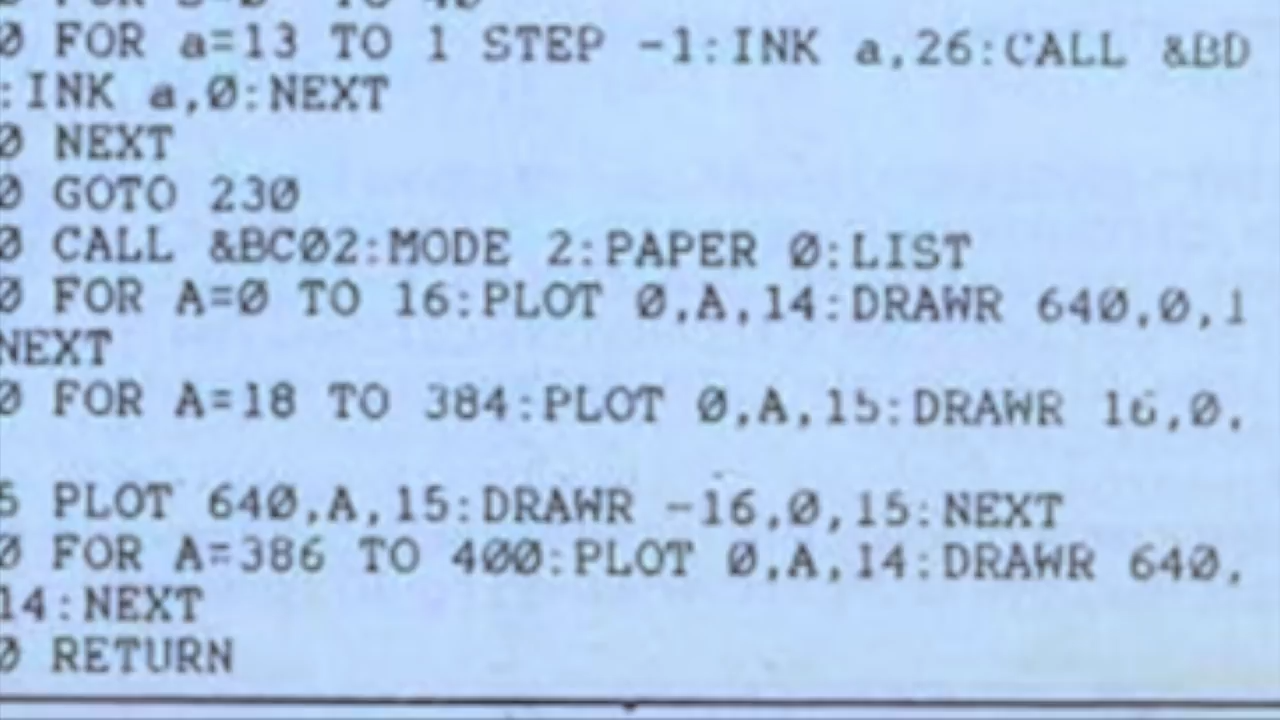 0 FOR a=13 TO 1 STEP -1:INK a,26:CALL &BD
:INK a,0:NEXT
0 NEXT
0 GOTO 230
0 CALL &BC02:MODE 2:PAPER 0:LIST
0 FOR A=0 TO 16:PLOT 0,A,14:DRAWR 640,0,1
NEXT
0 FOR A=18 TO 384:PLOT 0,A,15:DRAWR 16,0,
5 PLOT 640,A,15:DRAWR -16,0,15:NEXT
0 FOR A=386 TO 400:PLOT 0,A,14:DRAWR 640,
14:NEXT
0 RETURN